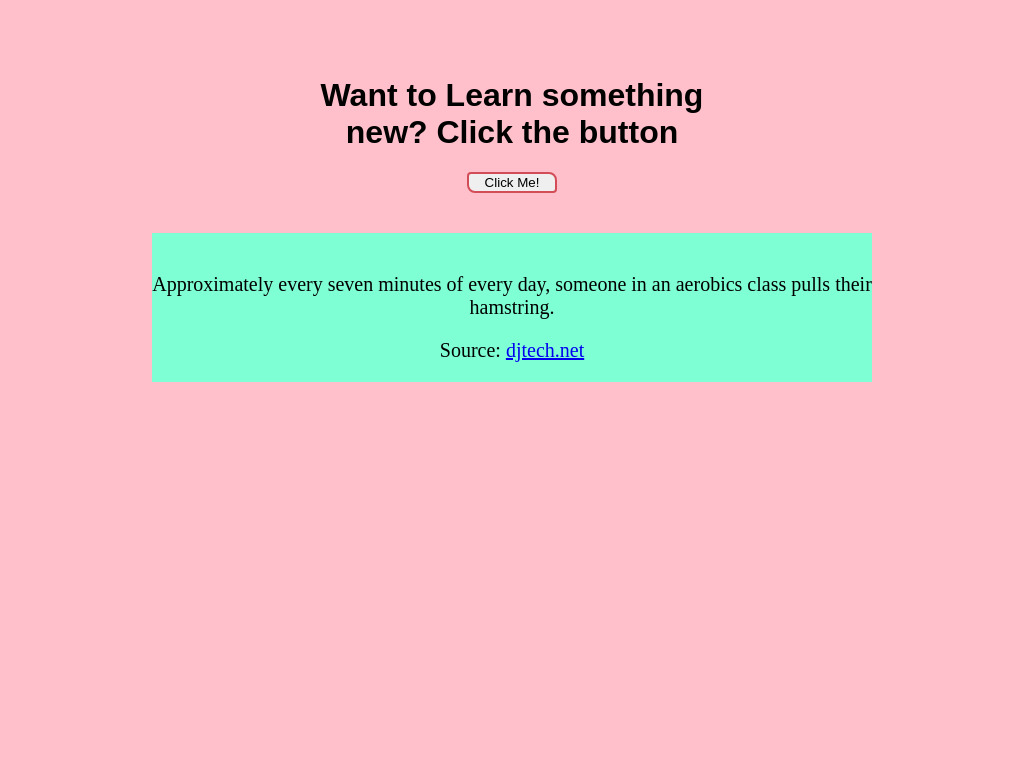 Want to Learn something
new? Click the button
Click Me!
Approximately every seven minutes of every day, someone in an aerobics class pulls their
hamstring.
Source: djtech.net